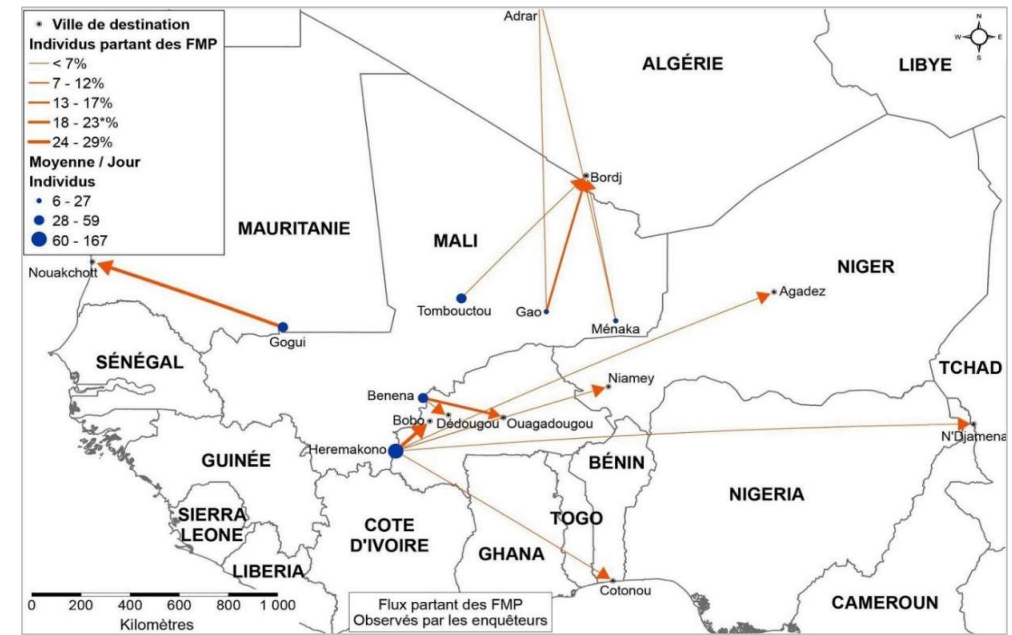 Ville de destination
Individus partant des FMP
< 7%
7 - 12%
13 - 17%
18 - 23*%
24 - 29%
Moyenne / Jour
Individus
6 - 27
28 - 59
60 - 167
Adrar
N
W
E
S
ALGÉRIE
LIBYE
Bordj
MAURITANIE
MALI
NIGER
Nouakchott
Agadez
Tombouctou
Gao
Ménaka
Gogui
SÉNÉGAL
TCHAD
Niamey
Benena
Bobo
Dédougou
Ouagadougou
N'Djamena
Heremakono
GUINÉE
BÉNIN
NIGERIA
SIERRA
LEONE
COTE
D'IVOIRE
TOGO
GHANA
LIBERIA
Cotonou
CAMEROUN
0 200 400 600 800 1 000
Kilomètres
Flux partant des FMP
Observés par les enquêteurs